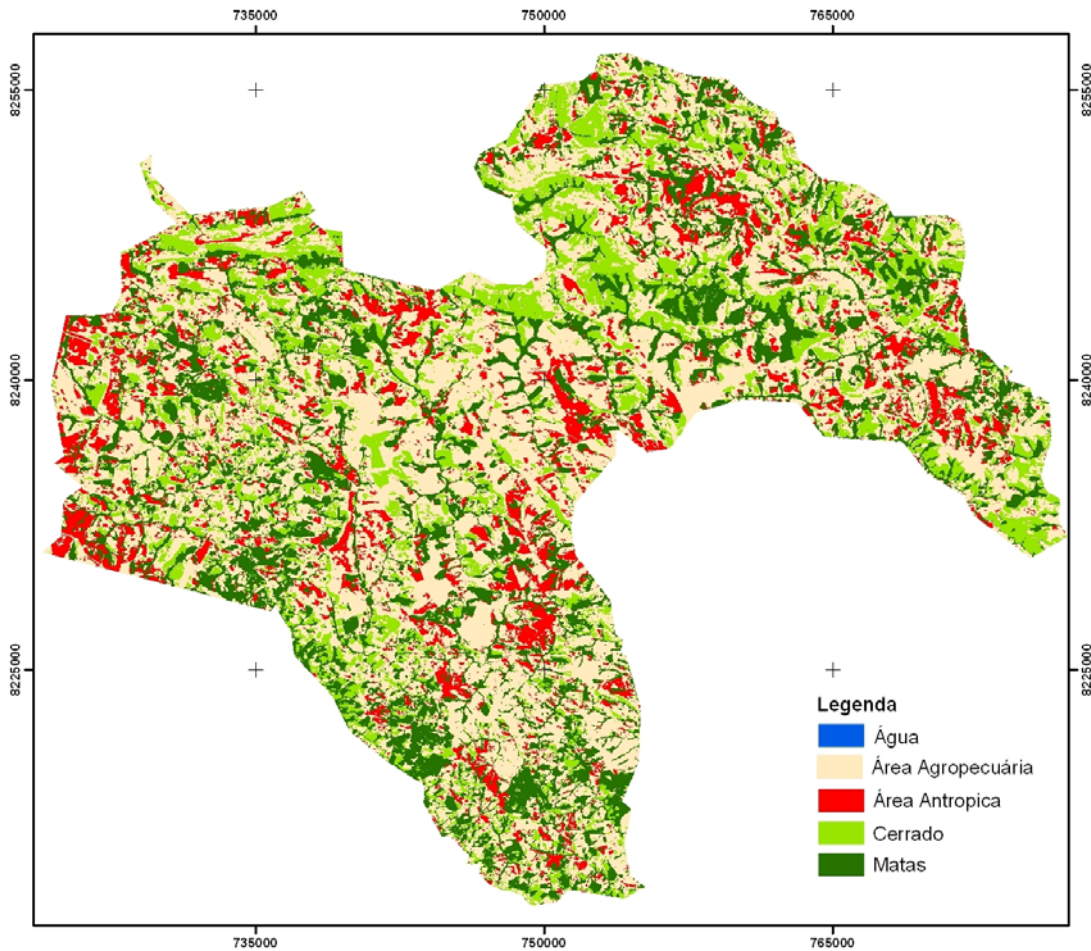 735000 750000 765000
8255000 8255000
8240000 8240000
8225000 8225000
Legenda
Água
Área Agropecuária
Área Antropica
Cerrado
Matas
735000 750000 765000